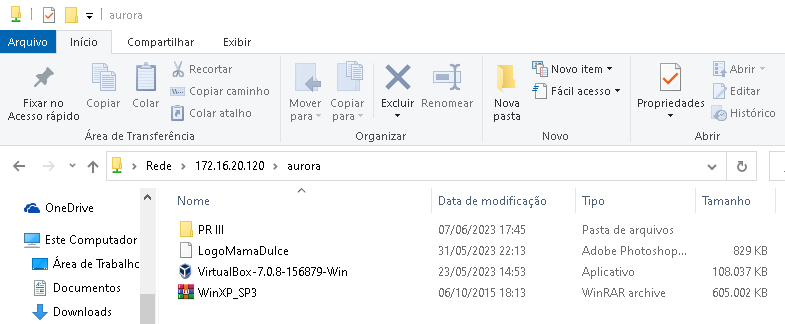 aurora
Arquivo Início Compartilhar Exibir
Fixar no Acesso rápido
Copiar
Colar
Recortar
Copiar caminho
Colar atalho
Área de Transferência
Mover para
Copiar para
Excluir
Renomear
Organizar
Nova pasta
Novo item
Fácil acesso
Novo
Propriedades
Abrir
Editar
Histórico
Abrir
Rede 172.16.20.120 aurora
OneDrive
Este Computador
Área de Trabalho
Documentos
Downloads
Nome Data de modificação Tipo Tamanho
PR III 07/06/2023 17:45 Pasta de arquivos
LogoMamaDulce 31/05/2023 22:13 Adobe Photoshop... 829 KB
VirtualBox-7.0.8-156879-Win 23/05/2023 14:53 Aplicativo 108.037 KB
WinXP_SP3 06/10/2015 18:13 WinRAR archive 605.002 KB